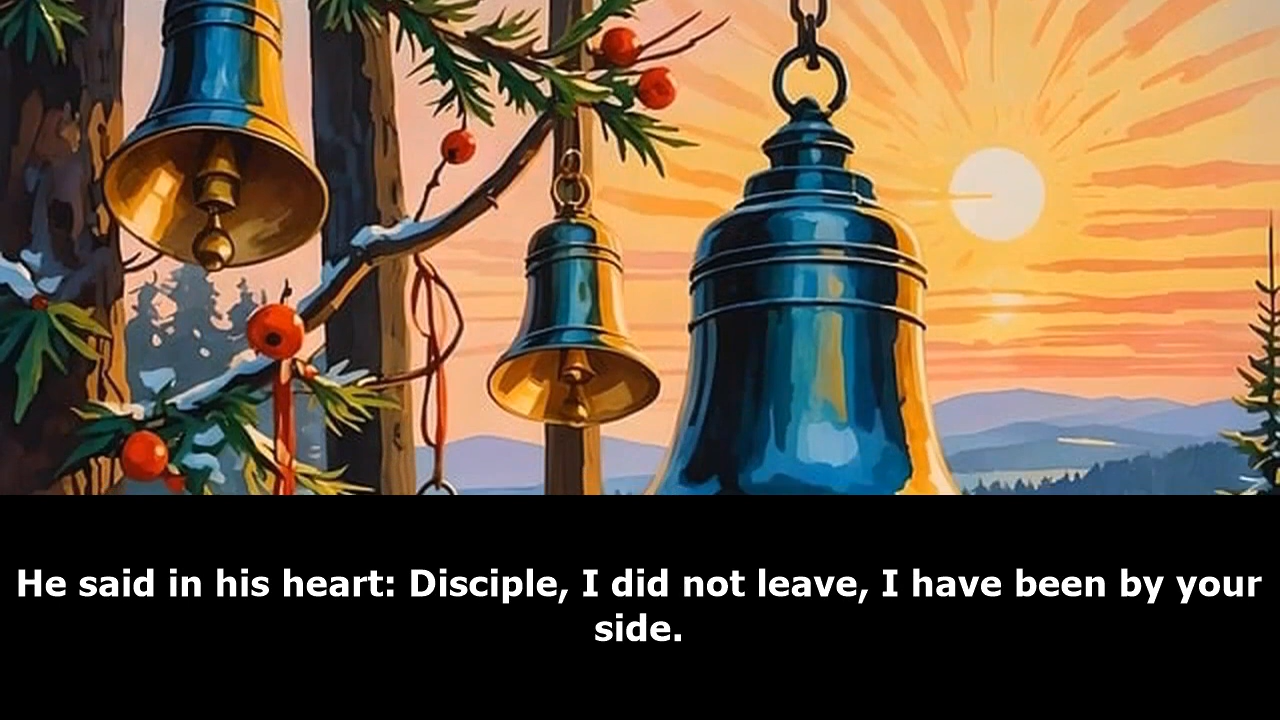 He said in his heart: Disciple, I did not leave, I have been by your
side.